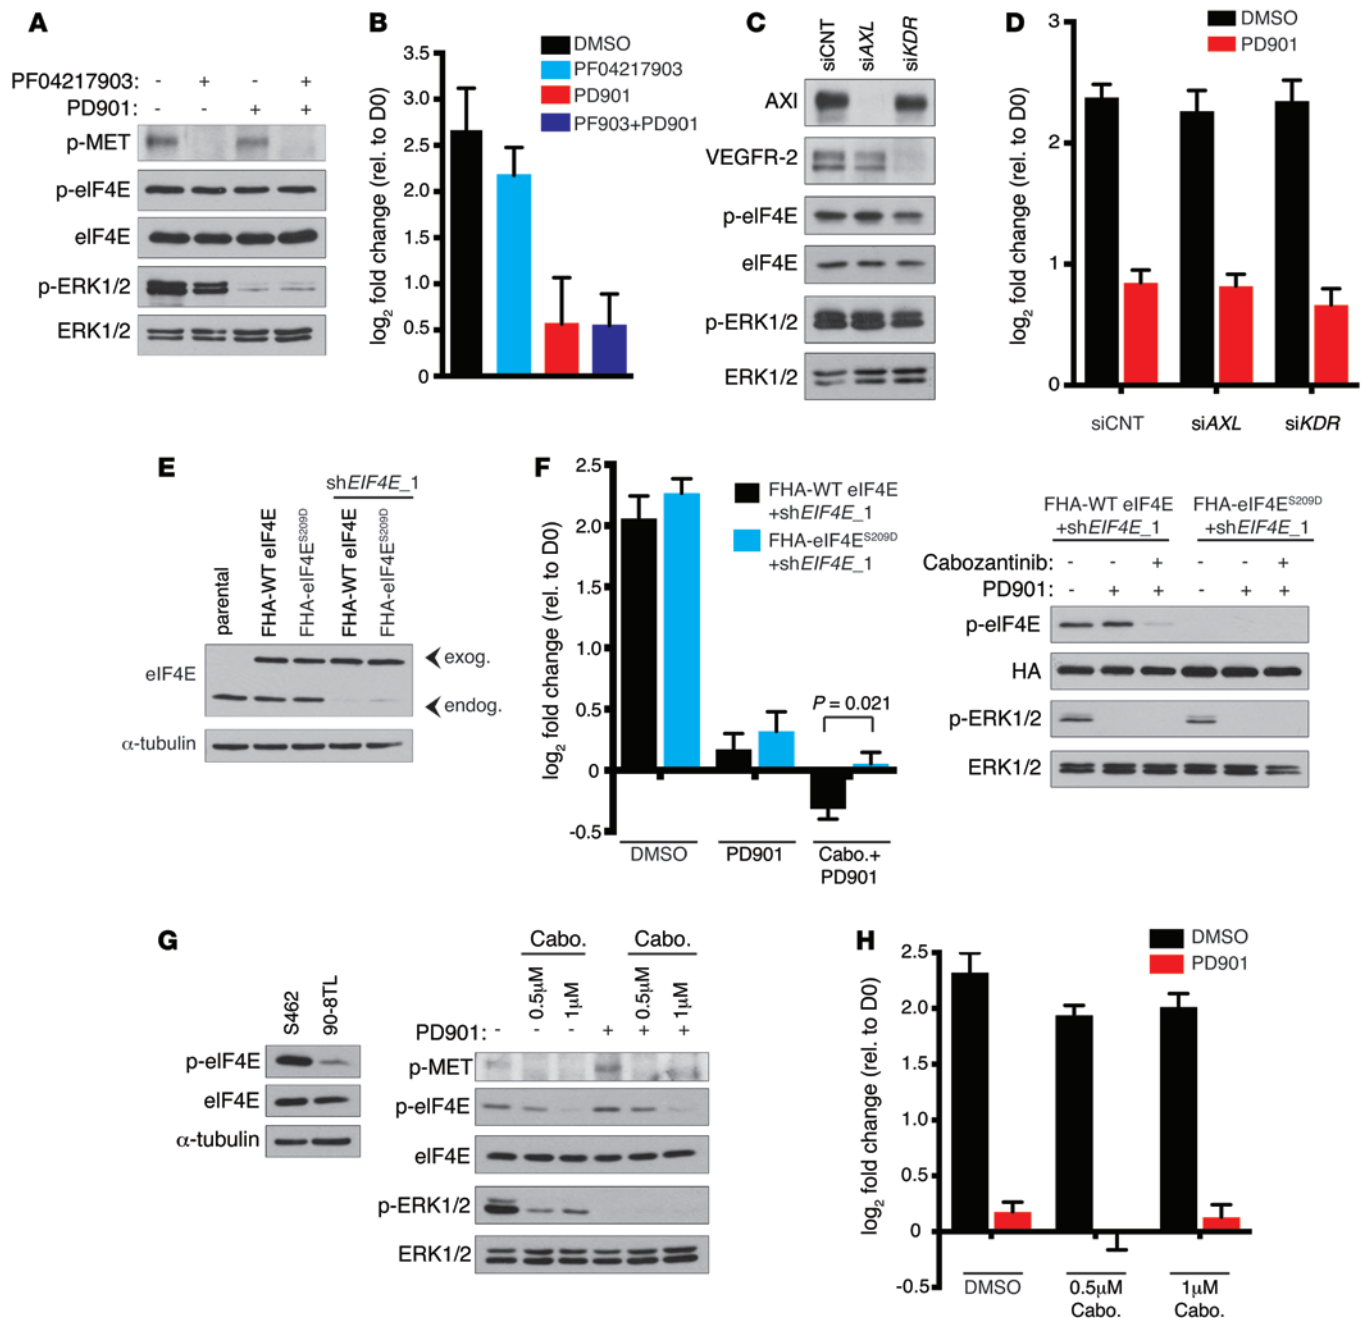 A
PF04217903: - + - +
PD901: - - + +
p-MET
p-eIF4E
eIF4E
p-ERK1/2
ERK1/2
B
DMSO
PF04217903
PD901
PF903+PD901
log2 fold change (rel. to D0)
3.5
3.0
2.5
2.0
1.5
1.0
0.5
0
C
siCNT
siAXL
siKDR
AXl
VEGFR-2
p-eIF4E
eIF4E
p-ERK1/2
ERK1/2
D
DMSO
PD901
log2 fold change (rel. to D0)
3
2
1
0
siCNT siAXL siKDR
E
shEIF4E_1
parental
FHA-WT eIF4E
FHA-eIF4E^S209D
FHA-WT eIF4E
FHA-eIF4E^S209D
eIF4E
exog.
endog.
α-tubulin
F
FHA-WT eIF4E
+shEIF4E_1
FHA-eIF4E^S209D
+shEIF4E_1
log2 fold change (rel. to D0)
2.5
2.0
1.5
1.0
0.5
0
-0.5
P = 0.021
DMSO PD901 Cabo.+
PD901
FHA-WT eIF4E FHA-eIF4E^S209D
+shEIF4E_1 +shEIF4E_1
Cabozantinib: - - + - - +
PD901: - + + - + +
p-eIF4E
HA
p-ERK1/2
ERK1/2
G
S462
90-8TL
p-eIF4E
eIF4E
α-tubulin
Cabo. Cabo.
0.5µM
1µM
0.5µM
1µM
PD901: - - - + + +
p-MET
p-eIF4E
eIF4E
p-ERK1/2
ERK1/2
H
DMSO
PD901
log2 fold change (rel. to D0)
2.5
2.0
1.5
1.0
0.5
0
-0.5
DMSO 0.5µM 1µM
Cabo. Cabo.